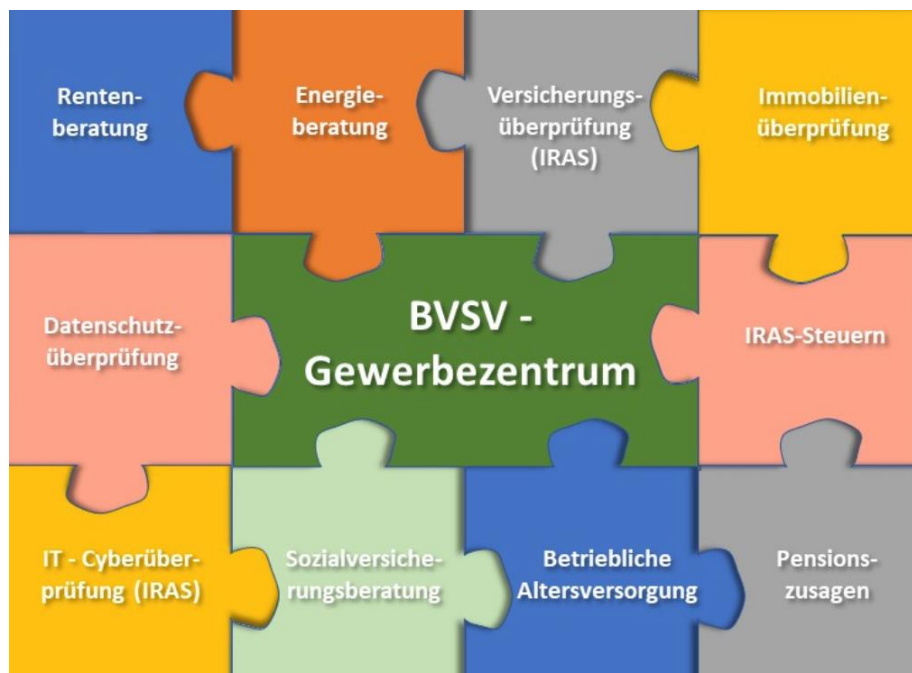 Renten-
beratung
Energie-
beratung
Versicherungs-
überprüfung
(IRAS)
Immobilien-
überprüfung
Datenschutz-
überprüfung
BVSV -
Gewerbezentrum
IRAS-Steuern
IT - Cyberüber-
prüfung (IRAS)
Sozialversiche-
rungsberatung
Betriebliche
Altersversorgung
Pensions-
zusagen